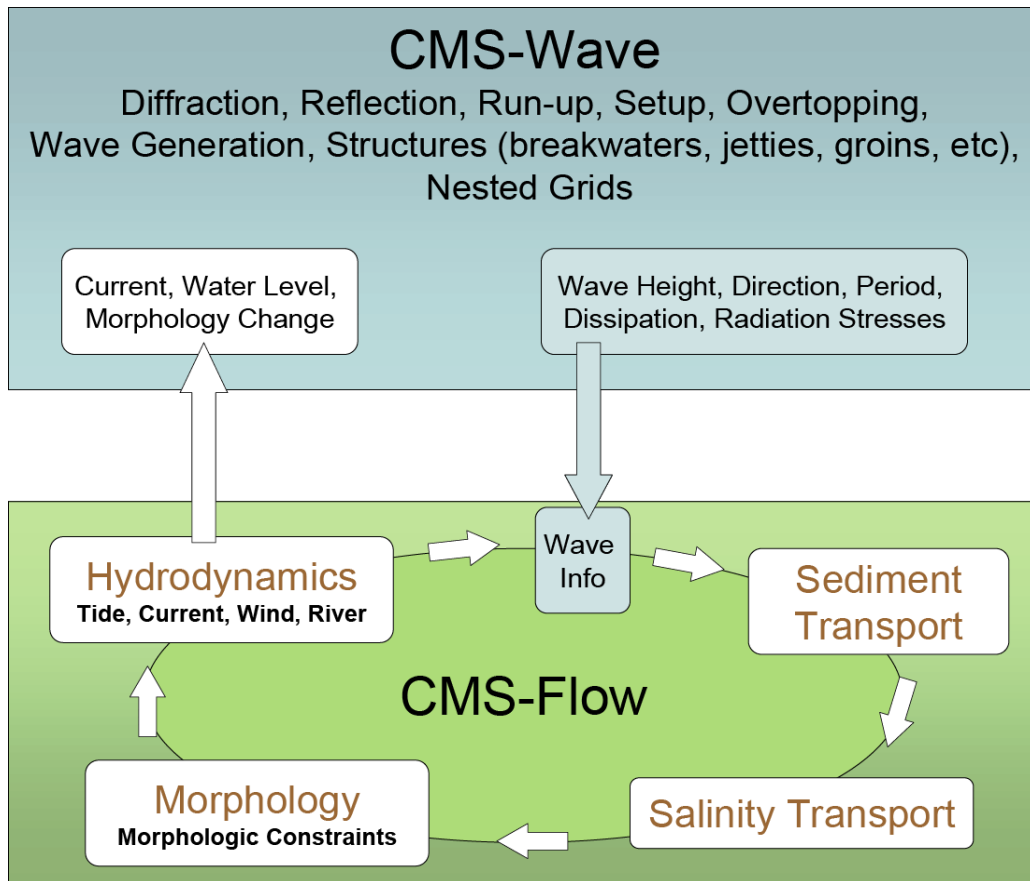 CMS-Wave
Diffraction, Reflection, Run-up, Setup, Overtopping,
Wave Generation, Structures (breakwaters, jetties, groins, etc),
Nested Grids
Current, Water Level,
Morphology Change
Wave Height, Direction, Period,
Dissipation, Radiation Stresses
Wave
Info
Hydrodynamics
Tide, Current, Wind, River
Sediment
Transport
CMS-Flow
Morphology
Morphologic Constraints
Salinity Transport